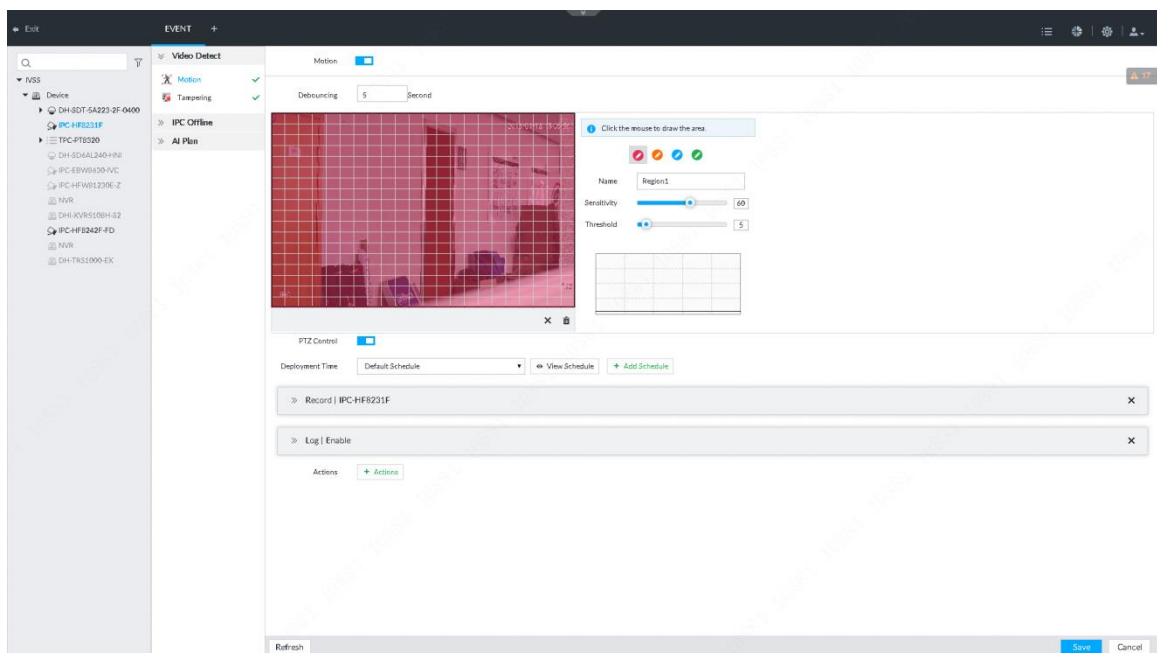 Exit
EVENT +
17
IVSS
Device
DH-SDT-5A223-2F-0400
IPC-HF8231F
TPC-PT8320
DH-SD6AL240-HNI
IPC-EBW8630-IVC
IPC-HFW81230E-Z
NVR
DHI-XVR5108H-S2
IPC-HF8242F-FD
NVR
DH-TRS1000-EX
Video Detect
Motion
Tampering
IPC Offline
AI Plan
Motion
Debouncing 5 Second
Click the mouse to draw the area.
Name Region1
Sensitivity 60
Threshold 5
PTZ Control
Deployment Time Default Schedule View Schedule + Add Schedule
Record | IPC-HF8231F
Log | Enable
Actions + Actions
Refresh
Save Cancel